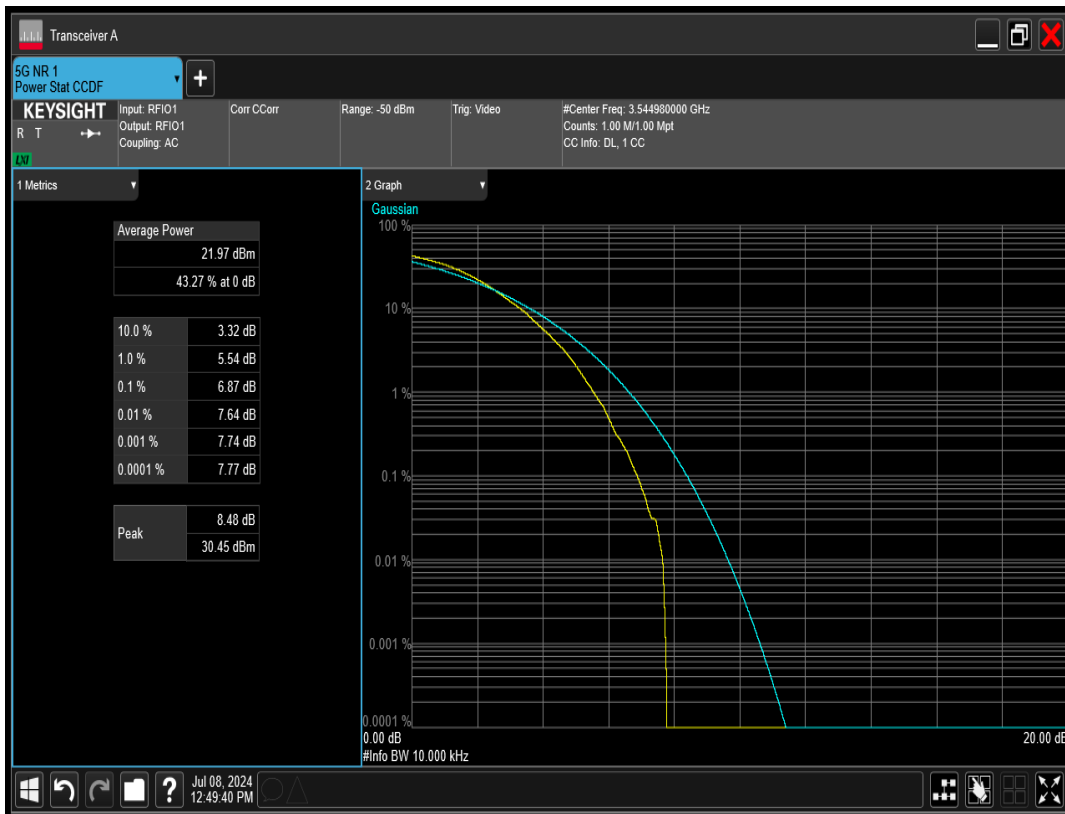 Transceiver A
5G NR 1
Power Stat CCDF
+
KEYSIGHT
R T
LXI
Input: RFIO1
Output: RFIO1
Coupling: AC
Corr CCorr
Range: -50 dBm
Trig: Video
#Center Freq: 3.544980000 GHz
Counts: 1.00 M/1.00 Mpt
CC Info: DL, 1 CC
1 Metrics
Average Power
21.97 dBm
43.27 % at 0 dB
10.0 % 3.32 dB
1.0 % 5.54 dB
0.1 % 6.87 dB
0.01 % 7.64 dB
0.001 % 7.74 dB
0.0001 % 7.77 dB
Peak
8.48 dB
30.45 dBm
2 Graph
Gaussian
100 %
10 %
1 %
0.1 %
0.01 %
0.001 %
0.0001 %
0.00 dB 20.00 dB
#Info BW 10.000 kHz
?
Jul 08, 2024
12:49:40 PM